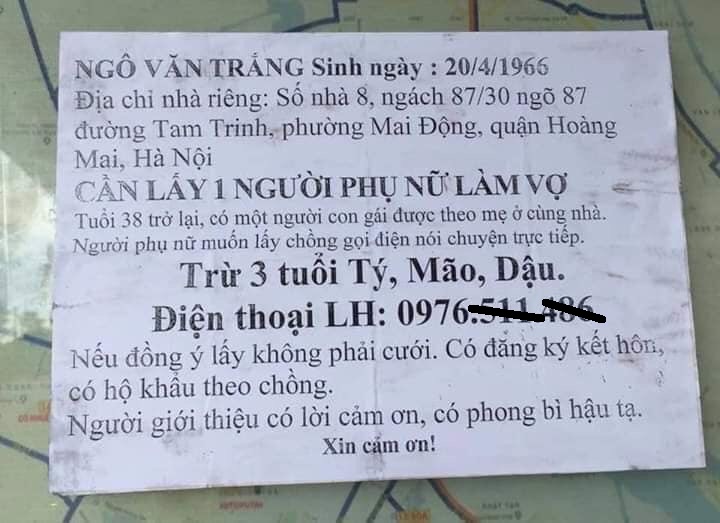 NGÔ VĂN TRẮNG Sinh ngày : 20/4/1966
Địa chỉ nhà riêng: Số nhà 8, ngách 87/30 ngõ 87
đường Tam Trinh, phường Mai Động, quận Hoàng
Mai, Hà Nội
CẦN LẤY 1 NGƯỜI PHỤ NỮ LÀM VỢ
Tuổi 38 trở lại, có một người con gái được theo mẹ ở cùng nhà.
Người phụ nữ muốn lấy chồng gọi điện nói chuyện trực tiếp.
Trừ 3 tuổi Tý, Mão, Dậu.
Điện thoại LH: 0976.
Nếu đồng ý lấy không phải cưới. Có đăng ký kết hôn,
có hộ khẩu theo chồng.
Người giới thiệu có lời cảm ơn, có phong bì hậu tạ.
Xin cảm ơn!